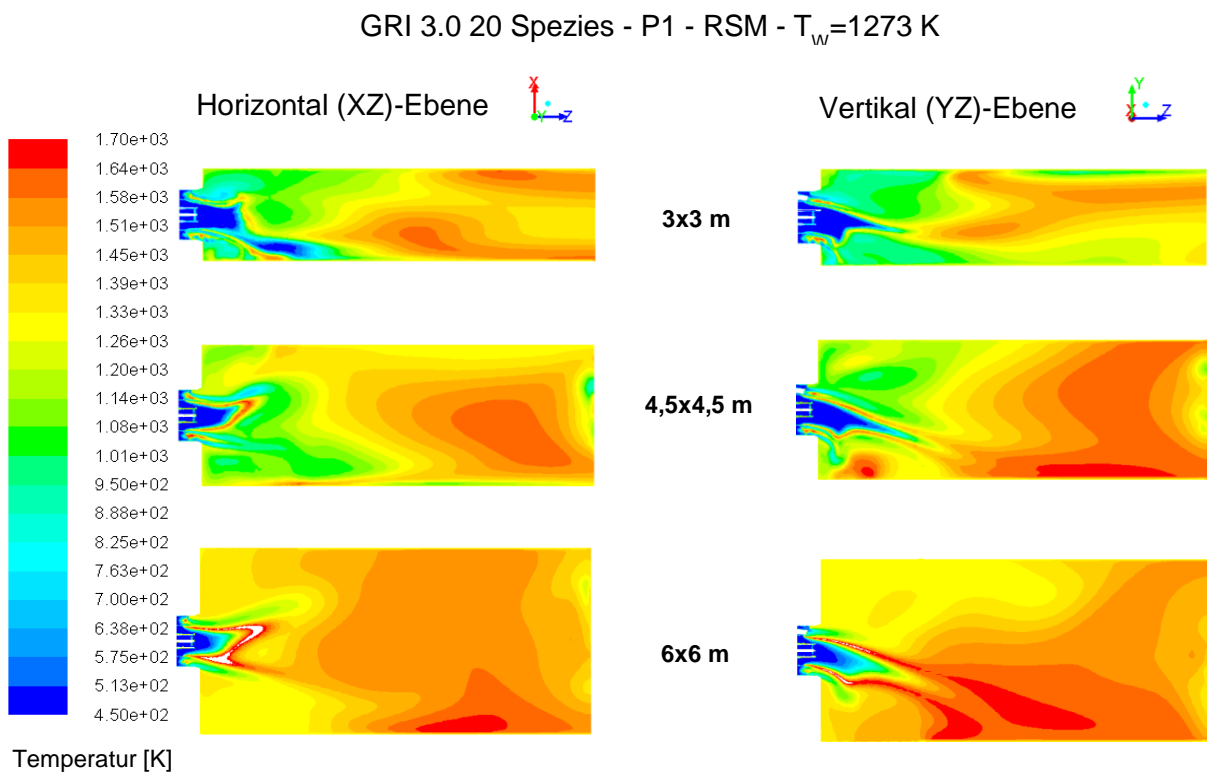 GRI 3.0 20 Spezies - P1 - RSM - T_w=1273 K
Horizontal (XZ)-Ebene
X
Y
Z
Vertikal (YZ)-Ebene
Y
X
Z
1.70e+03
1.64e+03
1.58e+03
1.51e+03
1.45e+03
1.39e+03
1.33e+03
1.26e+03
1.20e+03
1.14e+03
1.08e+03
1.01e+03
9.50e+02
8.88e+02
8.25e+02
7.63e+02
7.00e+02
6.38e+02
5.75e+02
5.13e+02
4.50e+02
Temperatur [K]
3x3 m
4,5x4,5 m
6x6 m